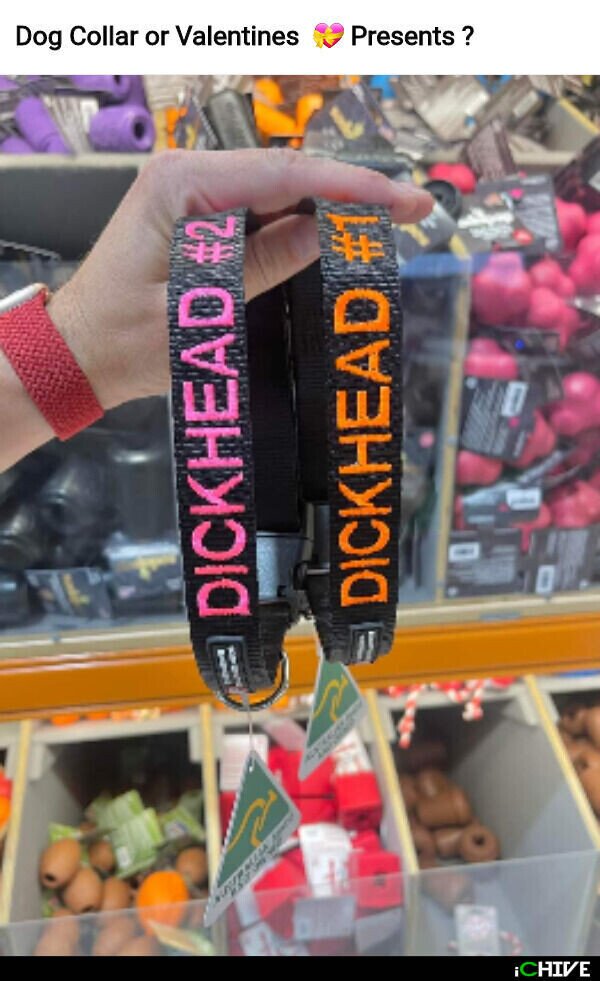 Dog Collar or Valentines 💝 Presents ?
DICKHEAD #2
DICKHEAD #1
iCHIVE